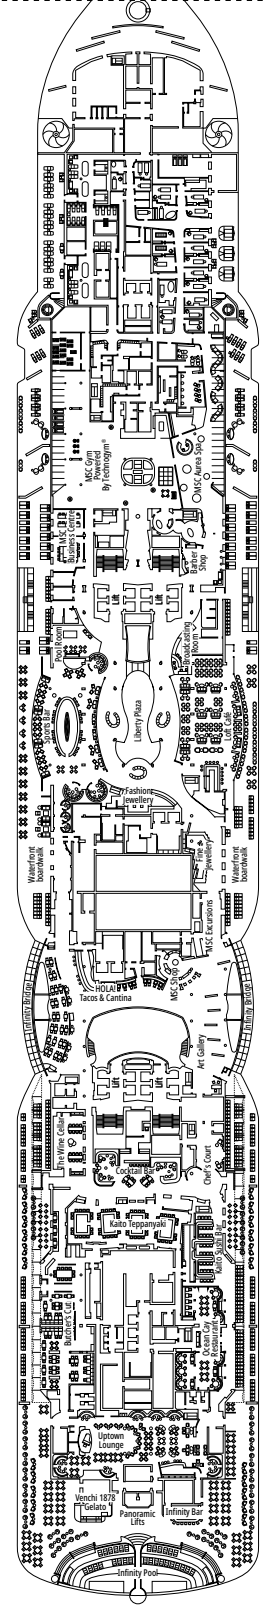 MSC Gym
Powered
By Technogym®
MSC Aurea Spa
MSC
Business Centre
Barber
Shop
Lift
Lift
Pool Room
Broadcasting
Room
Sports Bar
Liberty Plaza
Loft Café
Fashion
Jewellery
Waterfront
boardwalk
Fine
Jewellery
Waterfront
boardwalk
MSC Excursions
HOLA!
Tacos & Cantina
MSC Shop
Infinity Bridge
Infinity Bridge
Art Gallery
Lift
Lift
The Wine Cellar
Cocktail Bar
Chef's Court
Kaito Teppanyaki
Kaito Sushi Bar
Butcher's Cut
Ocean Cay
Restaurant
Uptown
Lounge
Venchi 1878
Gelato
Panoramic
Lifts
Infinity Bar
Infinity Pool